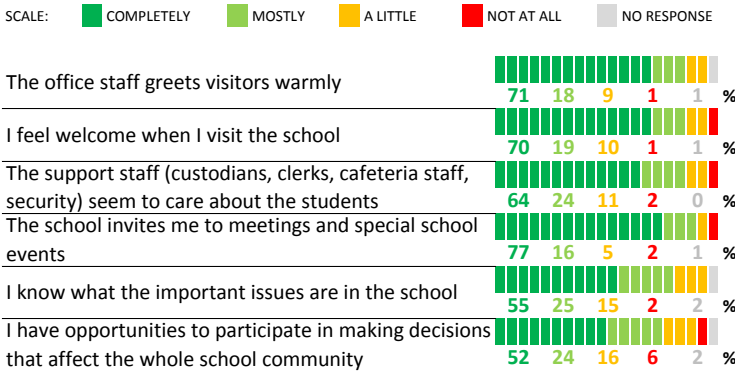 SCALE: COMPLETELY MOSTLY A LITTLE NOT AT ALL NO RESPONSE
The office staff greets visitors warmly
71 18 9 1 1 %
I feel welcome when I visit the school
70 19 10 1 1 %
The support staff (custodians, clerks, cafeteria staff,
security) seem to care about the students
64 24 11 2 0 %
The school invites me to meetings and special school
events
77 16 5 2 1 %
I know what the important issues are in the school
55 25 15 2 2 %
I have opportunities to participate in making decisions
that affect the whole school community
52 24 16 6 2 %